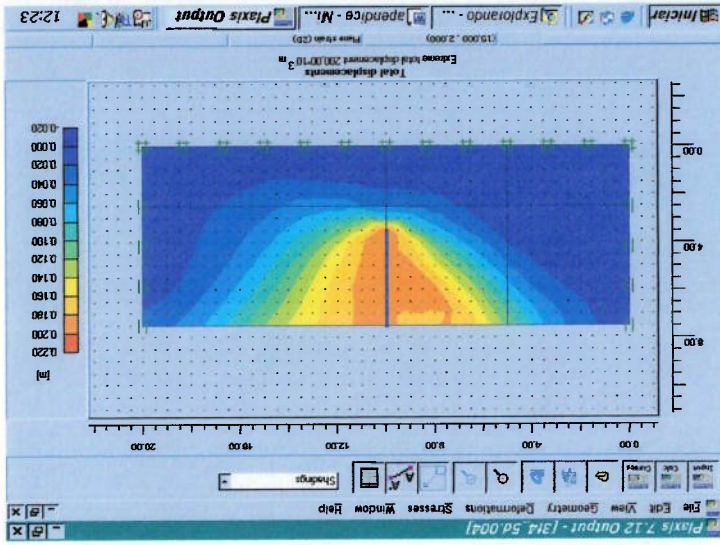 Plaxis 7.12 Output - [3f4_5d.004]
File Edit View Geometry Deformations Stresses Window Help
Input Calc Curves A A* Shadings
0.00 4.00 8.00 12.00 16.00 20.00
[m]
8.00
4.00
0.00
0.220
0.200
0.180
0.160
0.140
0.120
0.100
0.080
0.060
0.040
0.020
0.000
-0.020
Total displacements
Extreme total displacement 200.00*10 3 m
(15.000 , 2.000) Plane strain (2D)
Iniciar Explorando - ... apendice - Mi... Plaxis Output 12:23